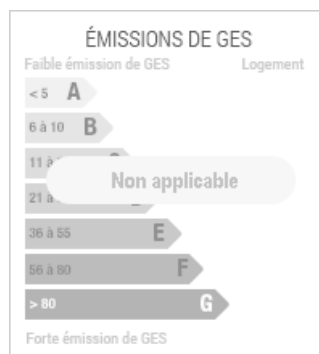 ÉMISSIONS DE GES
Faible émission de GES Logement
< 5 A
6 à 10 B
11 à
Non applicable
21 à
36 à 55 E
56 à 80 F
> 80 G
Forte émission de GES